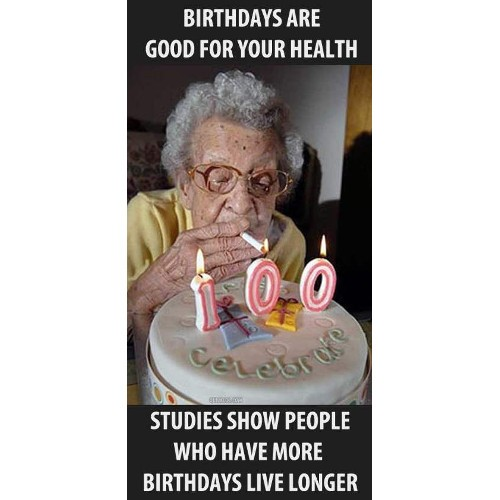 BIRTHDAYS ARE
GOOD FOR YOUR HEALTH
100
celebrate
STUDIES SHOW PEOPLE
WHO HAVE MORE
BIRTHDAYS LIVE LONGER